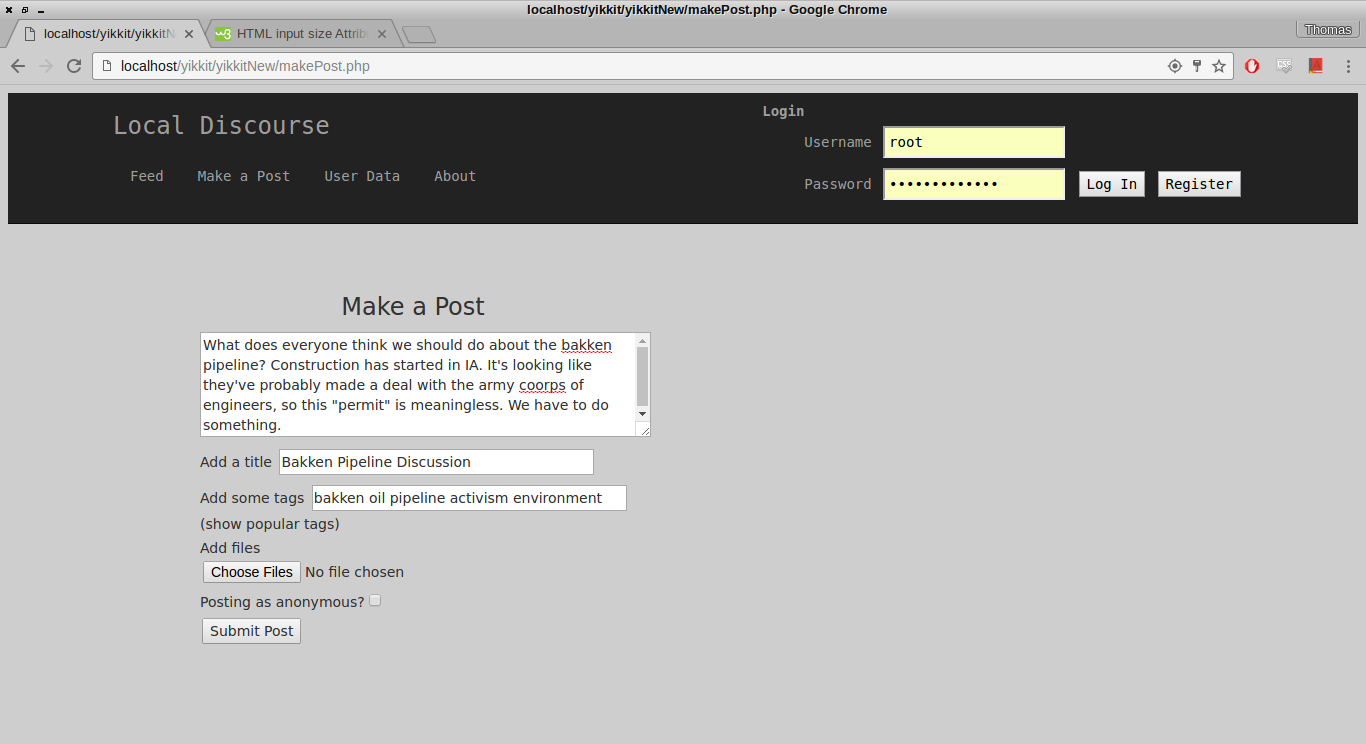 localhost/yikkit/yikkitNew/makePost.php - Google Chrome
localhost/yikkit/yikkitN
HTML input size Attrib
Thomas
localhost/yikkit/yikkitNew/makePost.php
Local Discourse
Login
Username root
Feed Make a Post User Data About
Password ••••••••••••• Log In Register
Make a Post
What does everyone think we should do about the bakken
pipeline? Construction has started in IA. It's looking like
they've probably made a deal with the army coorps of
engineers, so this "permit" is meaningless. We have to do
something.
Add a title Bakken Pipeline Discussion
Add some tags bakken oil pipeline activism environment
(show popular tags)
Add files
Choose Files No file chosen
Posting as anonymous?
Submit Post